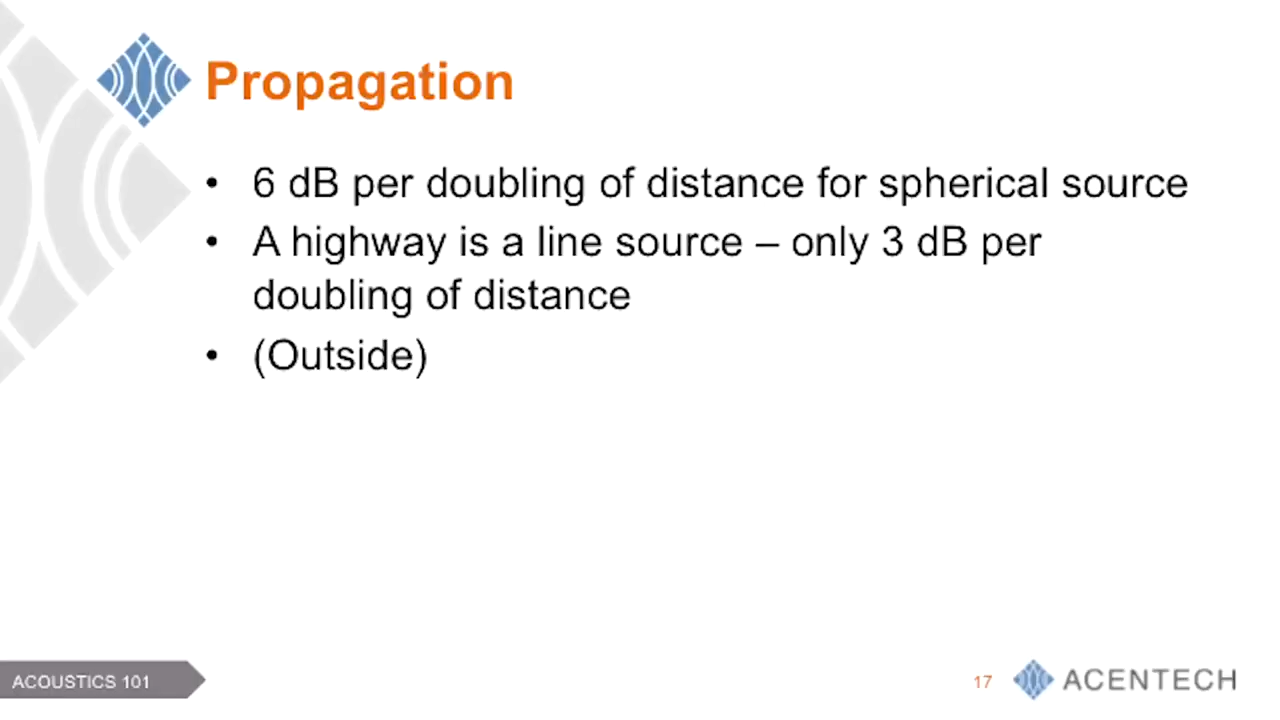 Propagation
• 6 dB per doubling of distance for spherical source
• A highway is a line source – only 3 dB per
doubling of distance
• (Outside)
ACOUSTICS 101
17
ACENTECH